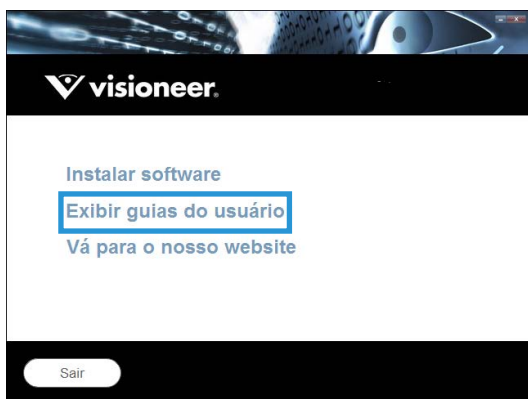 visioneer®
Instalar software
Exibir guias do usuário
Vá para o nosso website
Sair